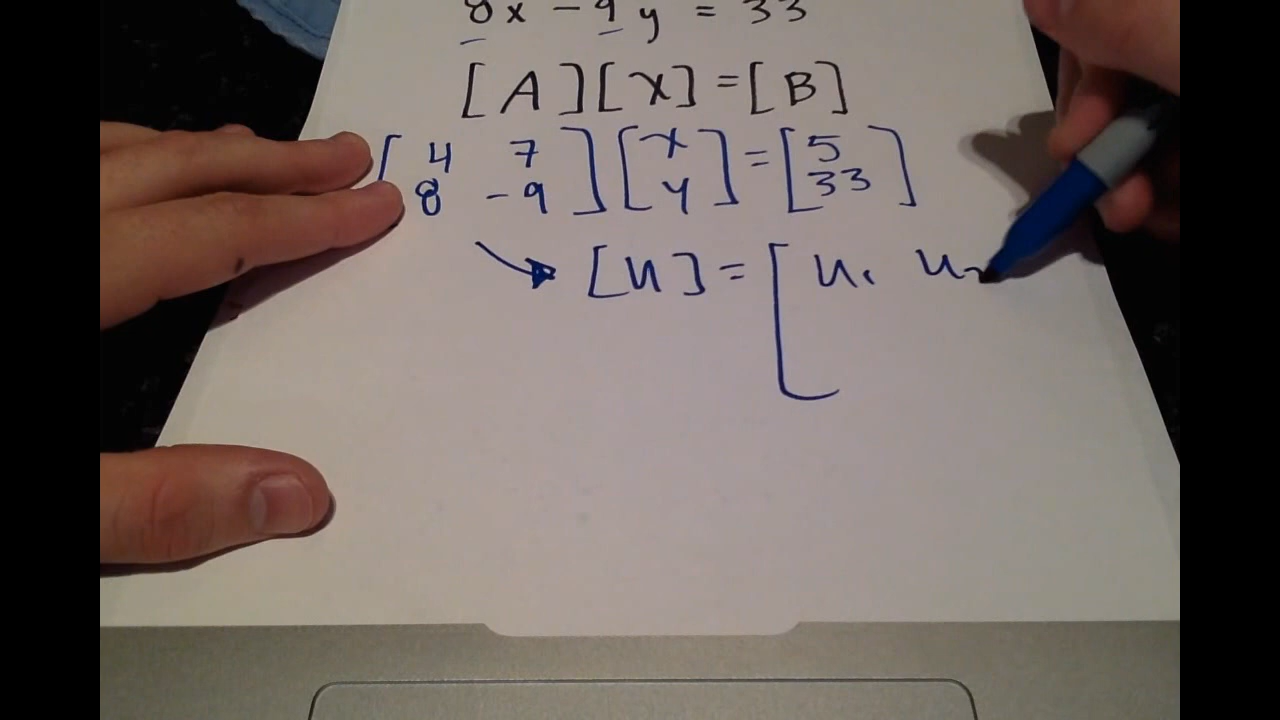 8x - 9y = 33
[A][X]=[B]
[4 7][x]=[5]
[8 -9][y] [33]
→ [U] = [U₁ U₂